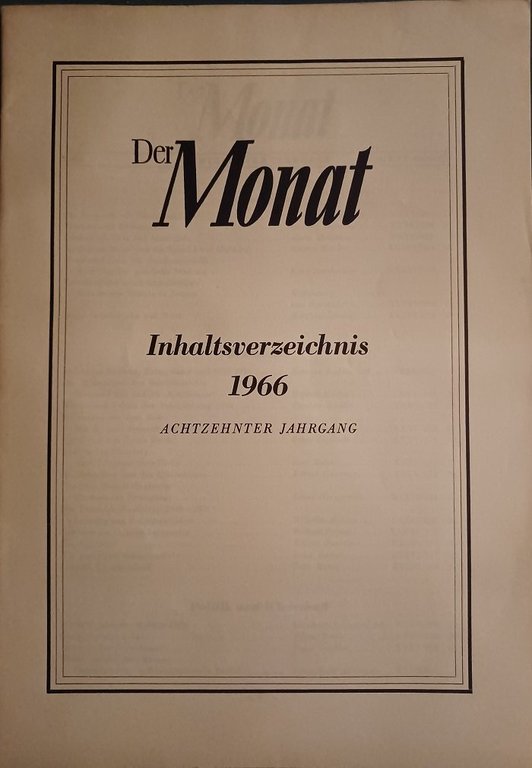 Der Monat
Inhaltsverzeichnis
1966
ACHTZEHNTER JAHRGANG